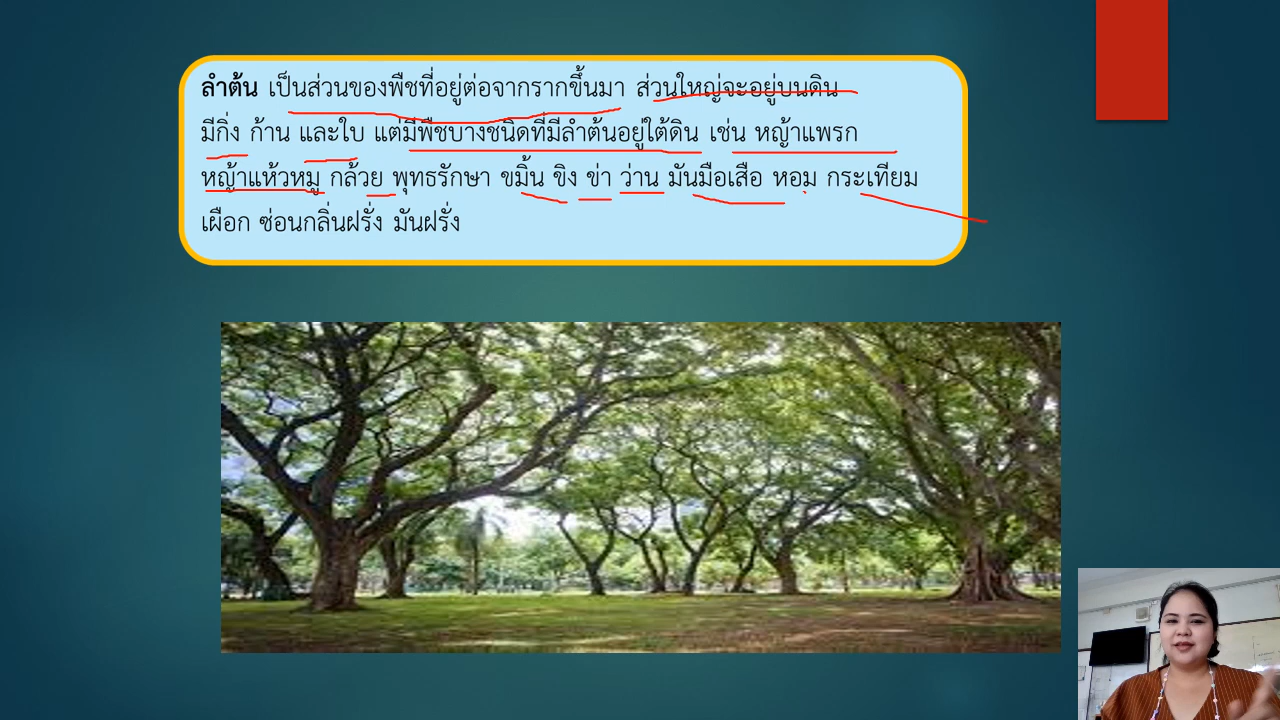 ลำต้น เป็นส่วนของพืชที่อยู่ต่อจากรากขึ้นมา ส่วนใหญ่จะอยู่บนดิน
มีกิ่ง ก้าน และใบ แต่มีพืชบางชนิดที่มีลำต้นอยู่ใต้ดิน เช่น หญ้าแพรก
หญ้าแห้วหมู กล้วย พุทธรักษา ขมิ้น ขิง ข่า ว่าน มันมือเสือ หอม กระเทียม
เผือก ซ่อนกลิ่นฝรั่ง มันฝรั่ง